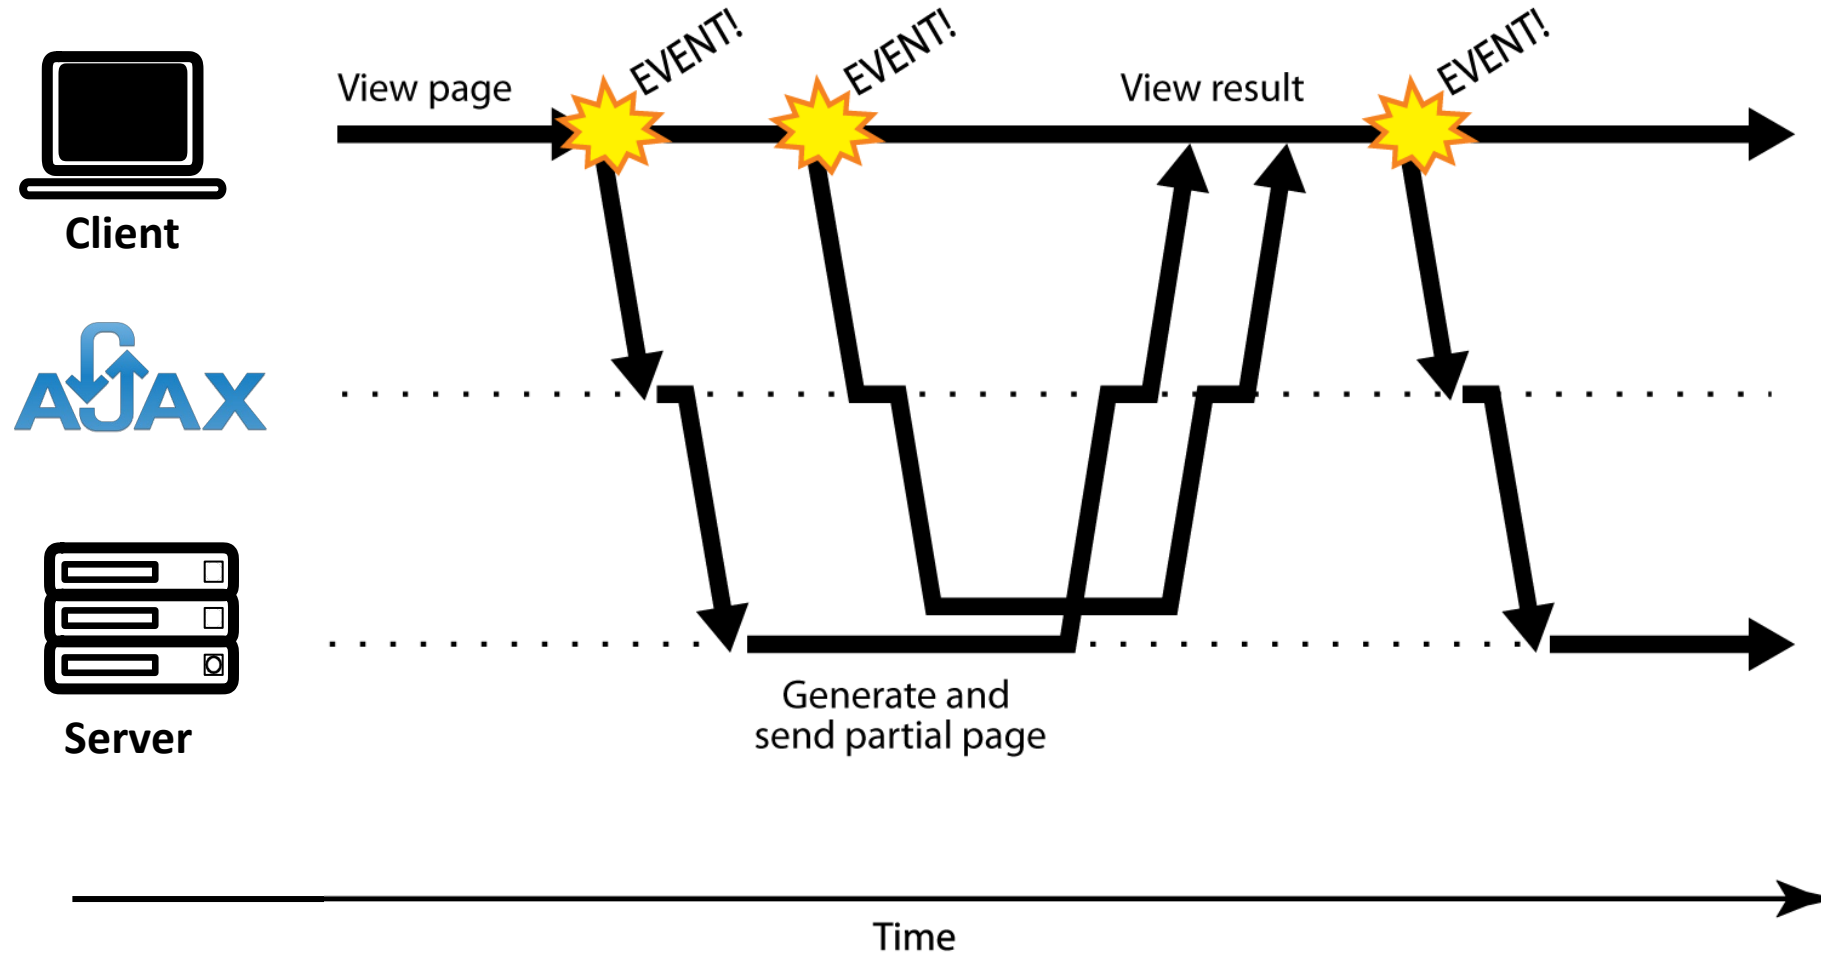 EVENT!
EVENT!
EVENT!
View page
View result
Client
AJAX
Generate and
send partial page
Server
Time